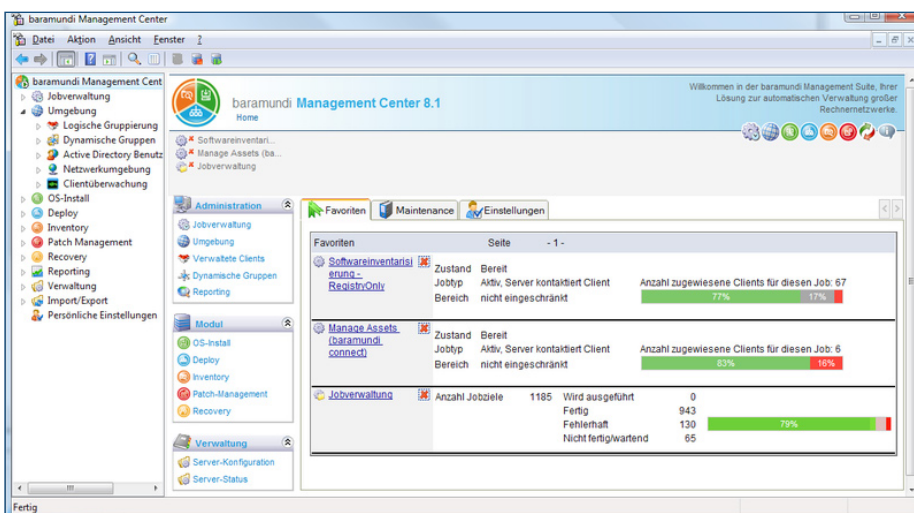 baramundi Management Center
Datei Aktion Ansicht Fenster ?
baramundi Management Cent
Jobverwaltung
Umgebung
Logische Gruppierung
Dynamische Gruppen
Active Directory Benutz
Netzwerkumgebung
Clientüberwachung
OS-Install
Deploy
Inventory
Patch Management
Recovery
Reporting
Verwaltung
Import/Export
Persönliche Einstellungen
baramundi Management Center 8.1
Home
Willkommen in der baramundi Management Suite, Ihrer
Lösung zur automatischen Verwaltung großer
Rechnernetzwerke.
Softwareinventari...
Manage Assets (ba...
Jobverwaltung
Administration
Jobverwaltung
Umgebung
Verwaltete Clients
Dynamische Gruppen
Reporting
Modul
OS-Install
Deploy
Inventory
Patch-Management
Recovery
Verwaltung
Server-Konfiguration
Server-Status
Favoriten Maintenance Einstellungen
Favoriten Seite - 1 -
Softwareinventarisi
erung -
RegistryOnly
Zustand Bereit
Jobtyp Aktiv, Server kontaktiert Client
Bereich nicht eingeschränkt
Anzahl zugewiesene Clients für diesen Job: 67
77% 17%
Manage Assets
(baramundi
connect)
Zustand Bereit
Jobtyp Aktiv, Server kontaktiert Client
Bereich nicht eingeschränkt
Anzahl zugewiesene Clients für diesen Job: 6
83% 16%
Jobverwaltung
Anzahl Jobziele 1185
Wird ausgeführt 0
Fertig 943
Fehlerhaft 130
Nicht fertig/wartend 65
79%
Fertig